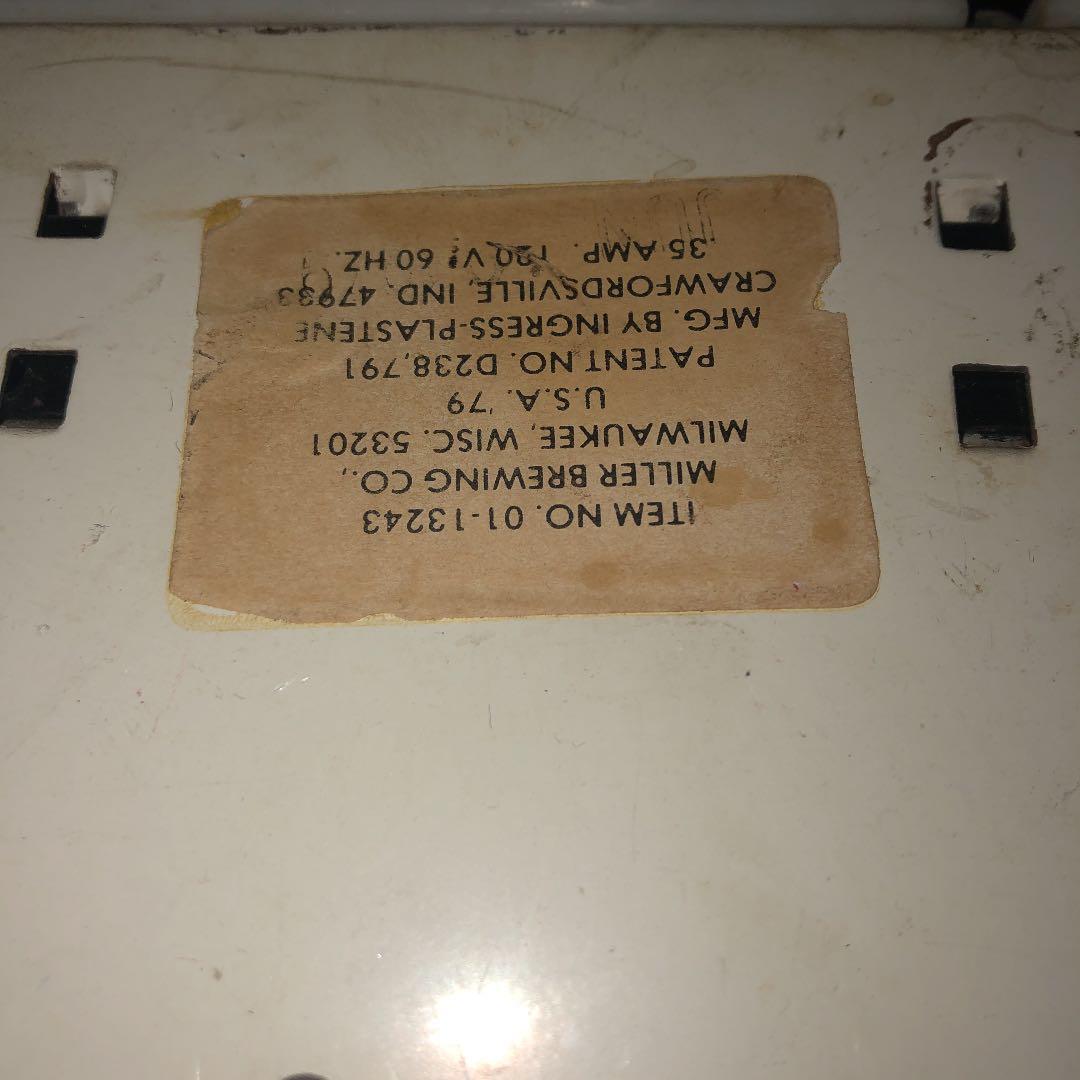 ITEM NO. 01-13243
MILLER BREWING CO.,
MILWAUKEE, WISC. 53201
U.S.A. '79
PATENT NO. D238,791
MFG. BY INGRESS-PLASTENE
CRAWFORDSVILLE, IND. 47933
.35 AMP. 120 V. 60 HZ.